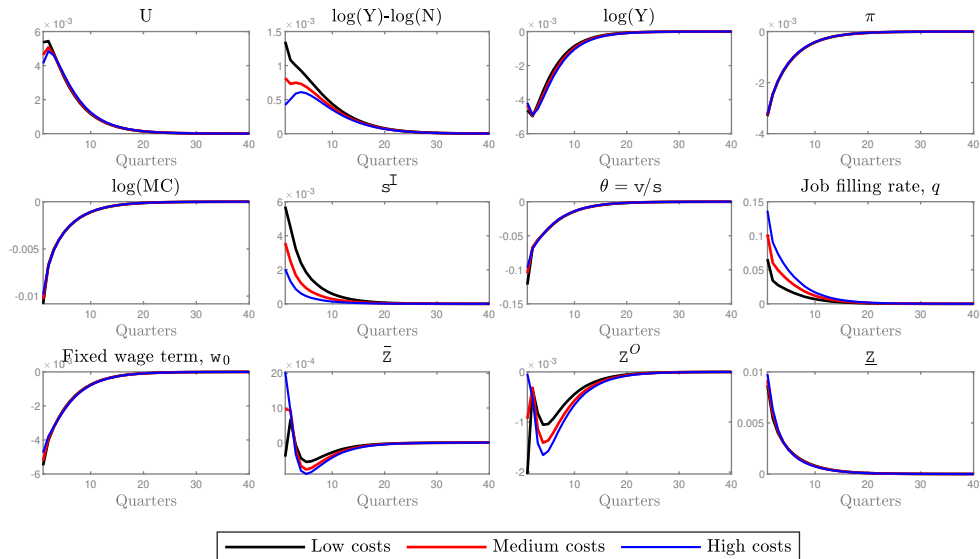 U
log(Y)-log(N)
log(Y)
π
×10⁻³
6
4
2
0
10 20 30 40
Quarters
×10⁻³
1.5
1
0.5
0
10 20 30 40
Quarters
×10⁻³
0
-2
-4
-6
10 20 30 40
Quarters
×10⁻³
0
-2
-4
10 20 30 40
Quarters
log(MC)
s^I
θ = v/s
Job filling rate, q
0
-0.005
-0.01
10 20 30 40
Quarters
×10⁻³
6
4
2
0
10 20 30 40
Quarters
0
-0.05
-0.1
-0.15
10 20 30 40
Quarters
0.15
0.1
0.05
0
10 20 30 40
Quarters
Fixed wage term, w₀
z̄
z^O
z̲
0
-2
-4
-6
10 20 30 40
Quarters
×10⁻⁴
20
10
0
10 20 30 40
Quarters
×10⁻³
0
-1
-2
10 20 30 40
Quarters
0.01
0.005
0
10 20 30 40
Quarters
Low costs Medium costs High costs